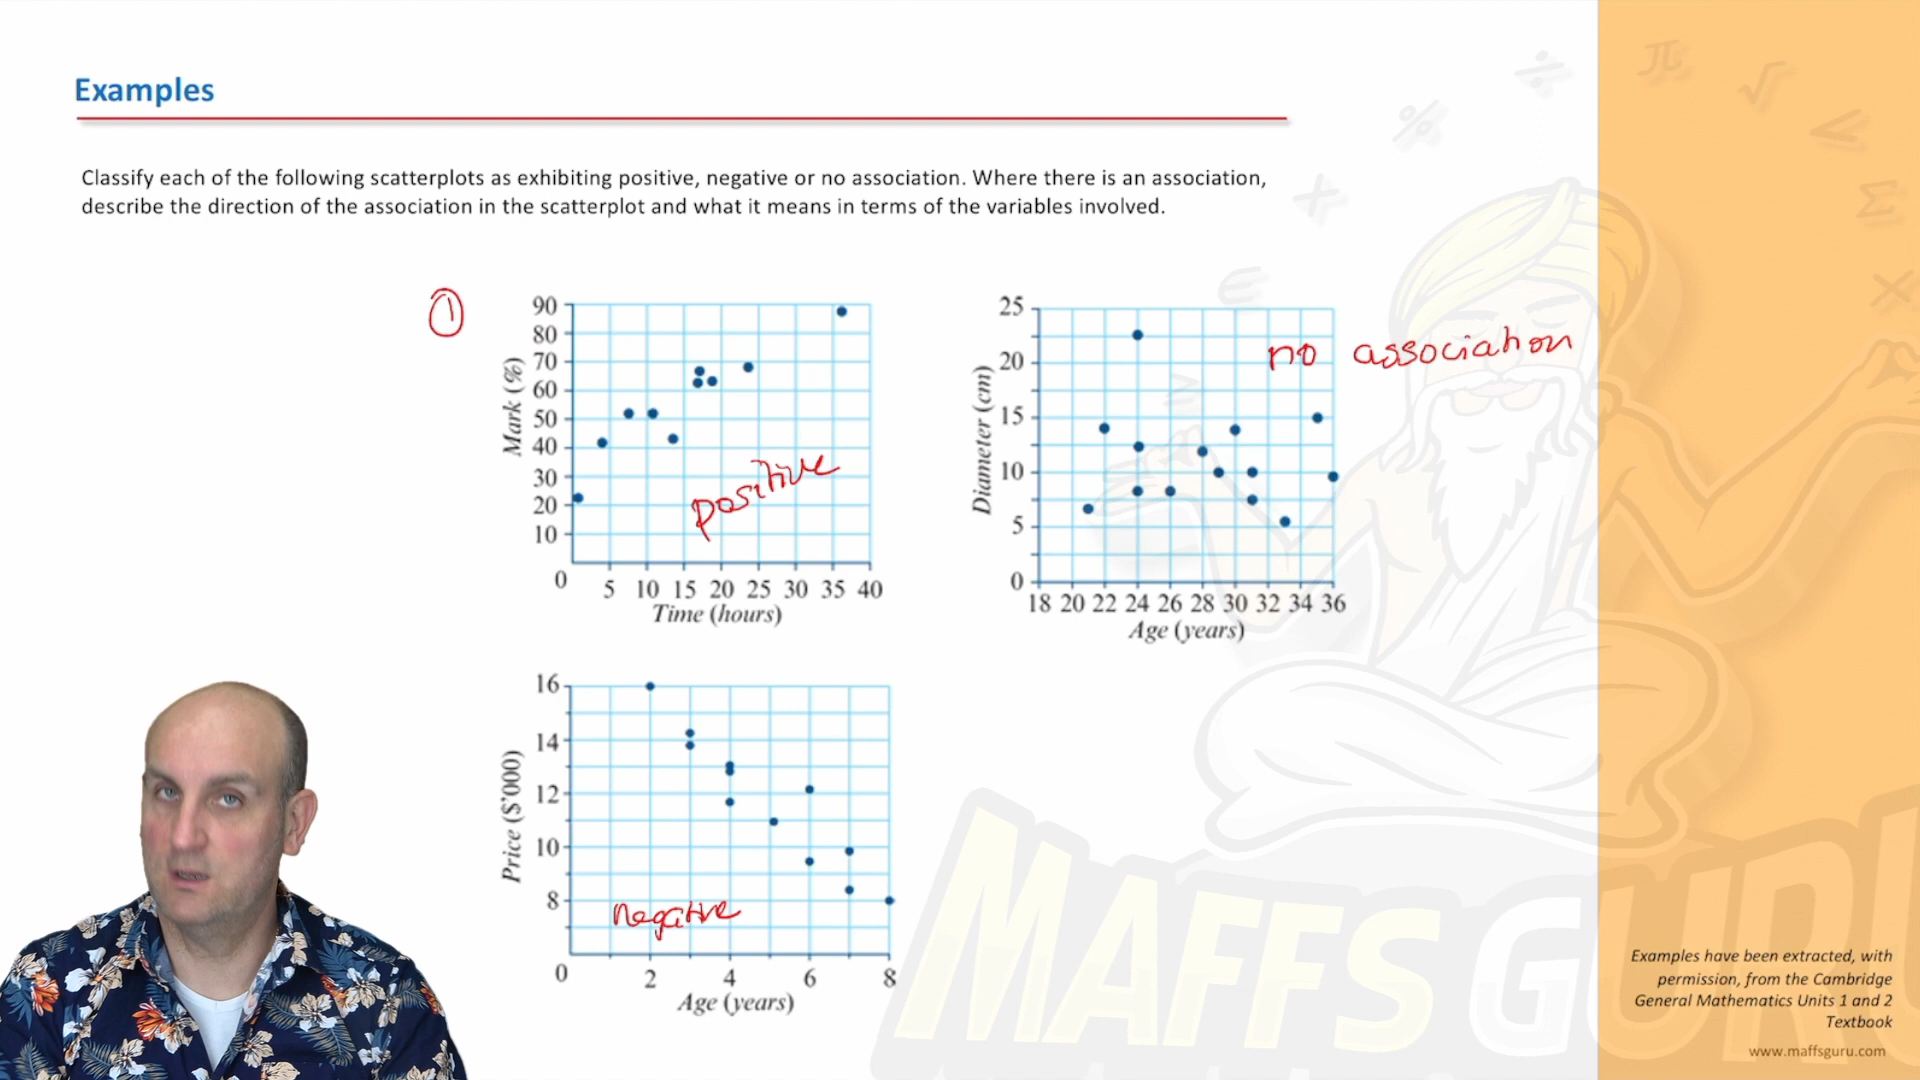 Examples
Classify each of the following scatterplots as exhibiting positive, negative or no association. Where there is an association,
describe the direction of the association in the scatterplot and what it means in terms of the variables involved.
1
90
80
70
60
50
40
30
20
10
0
5 10 15 20 25 30 35 40
Mark (%)
Time (hours)
positive
25
20
15
10
5
0
18 20 22 24 26 28 30 32 34 36
Diameter (cm)
Age (years)
no association
16
14
12
10
8
0
2 4 6 8
Price ($'000)
Age (years)
negative
MAFFS GURU
Examples have been extracted, with
permission, from the Cambridge
General Mathematics Units 1 and 2
Textbook
www.maffsguru.com